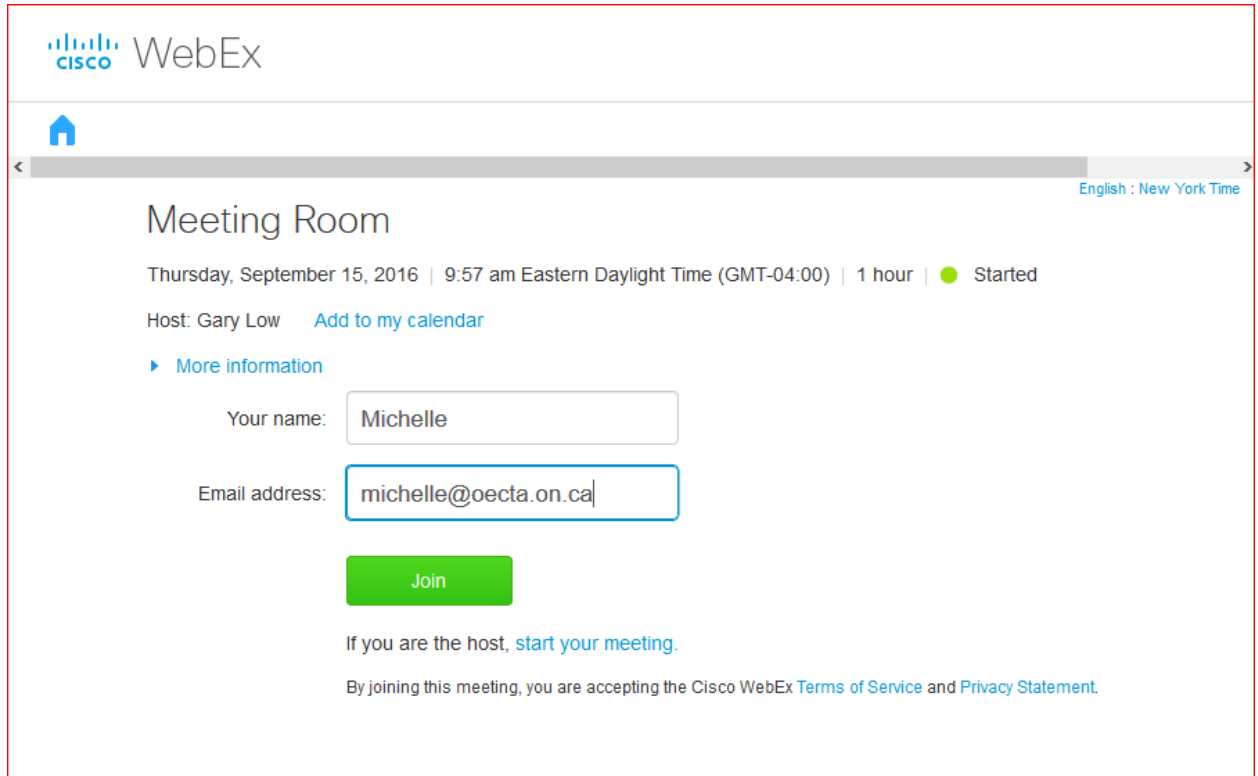 CISCO WebEx
English : New York Time
Meeting Room
Thursday, September 15, 2016 | 9:57 am Eastern Daylight Time (GMT-04:00) | 1 hour | Started
Host: Gary Low Add to my calendar
More information
Your name: Michelle
Email address: michelle@oecta.on.ca
Join
If you are the host, start your meeting.
By joining this meeting, you are accepting the Cisco WebEx Terms of Service and Privacy Statement.